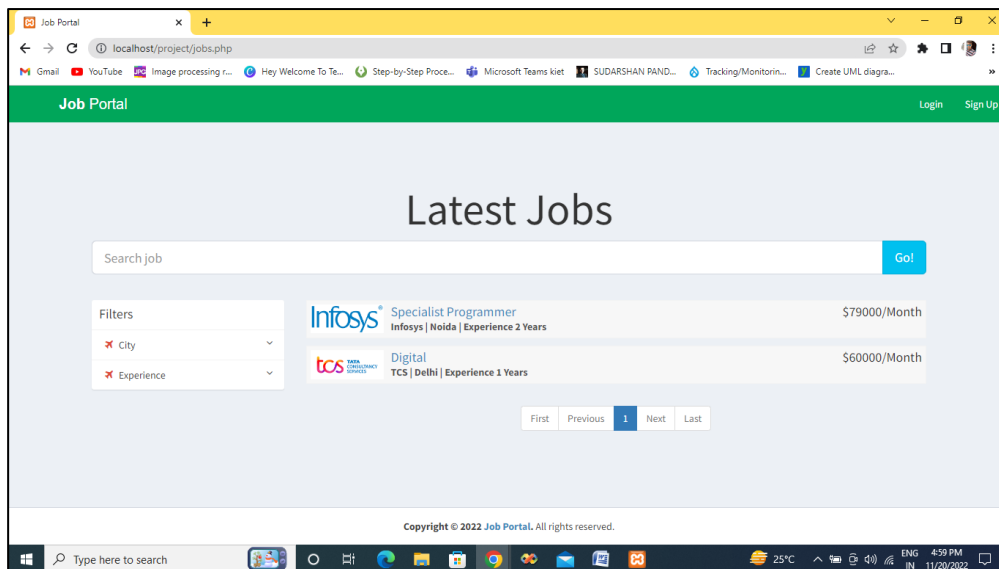 Job Portal
localhost/project/jobs.php
Gmail YouTube Image processing r... Hey Welcome To Te... Step-by-Step Proce... Microsoft Teams kiet SUDARSHAN PAND... Tracking/Monitorin... Create UML diagra... »
Job Portal Login Sign Up
Latest Jobs
Search job Go!
Filters
City
Experience
Infosys® Specialist Programmer $79000/Month
Infosys | Noida | Experience 2 Years
tcs TATA CONSULTANCY SERVICES Digital $60000/Month
TCS | Delhi | Experience 1 Years
First Previous 1 Next Last
Copyright © 2022 Job Portal. All rights reserved.
Type here to search 25°C ENG 4:59 PM
IN 11/20/2022